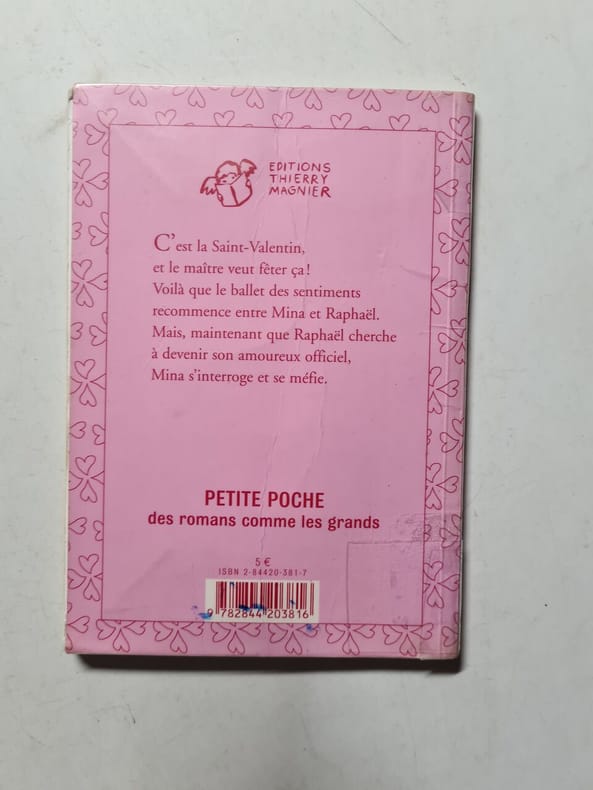 EDITIONS
THIERRY
MAGNIER
C'est la Saint-Valentin,
et le maître veut fêter ça !
Voilà que le ballet des sentiments
recommence entre Mina et Raphaël.
Mais, maintenant que Raphaël cherche
à devenir son amoureux officiel,
Mina s'interroge et se méfie.
PETITE POCHE
des romans comme les grands
5 €
ISBN 2-84420-381-7
9 782844 203816